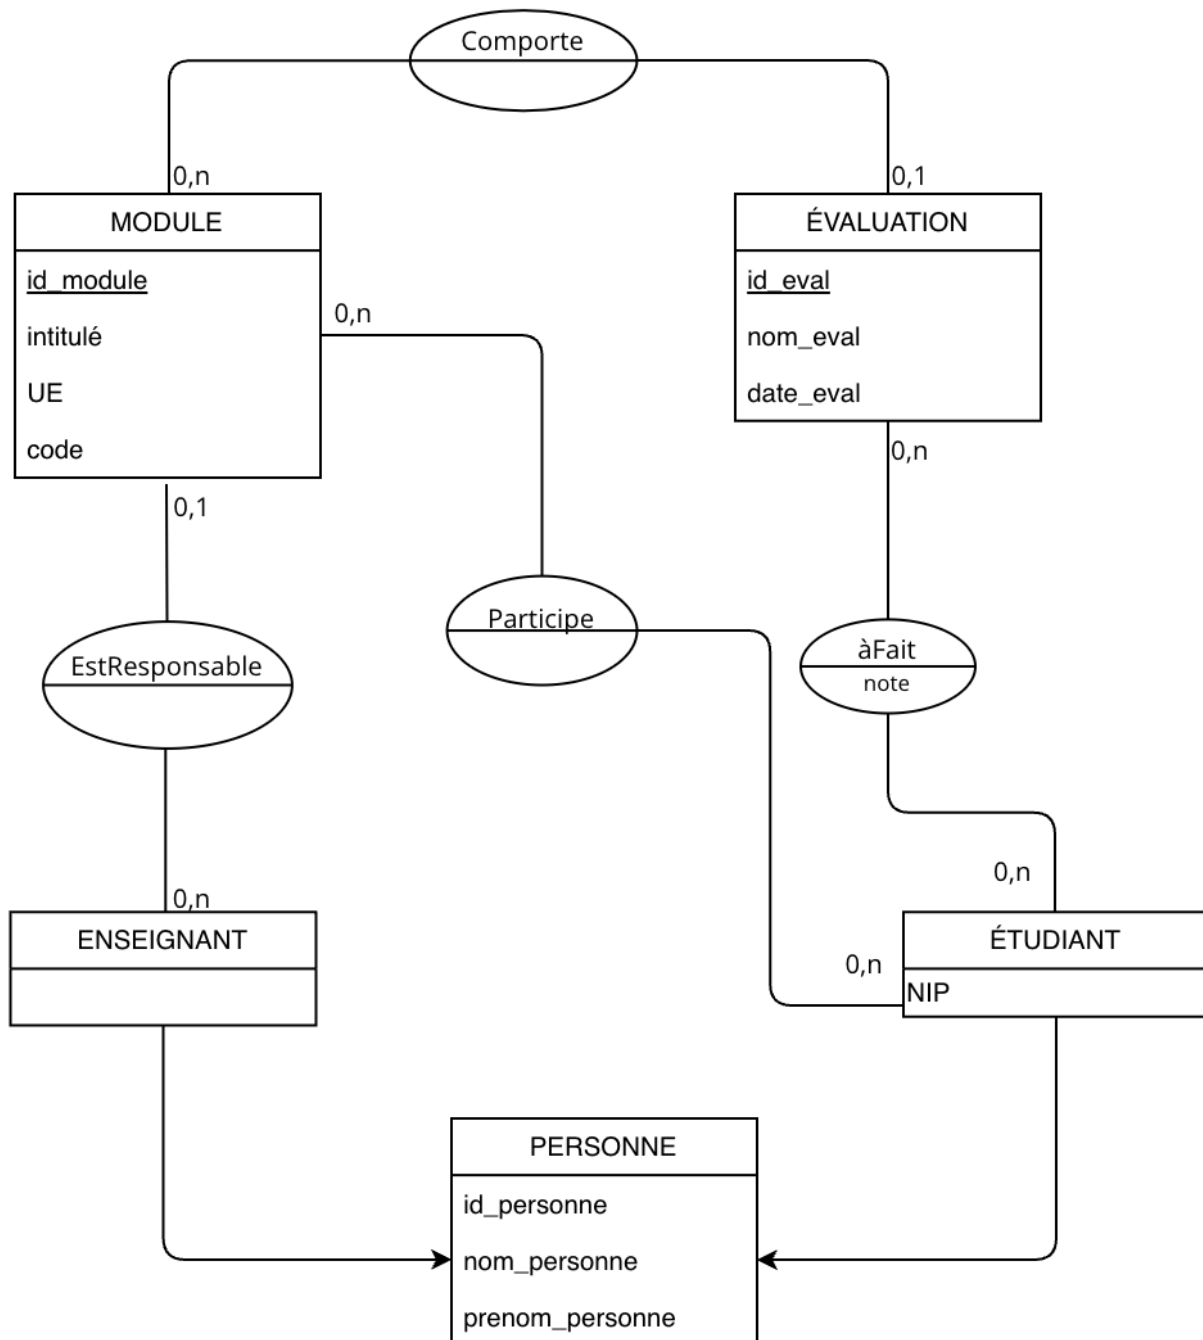 Comporte
0,n
0,1
MODULE
id_module
intitulé
UE
code
ÉVALUATION
id_eval
nom_eval
date_eval
0,n
0,n
0,1
Participe
àFait
note
EstResponsable
0,n
0,n
0,n
ENSEIGNANT
ÉTUDIANT
NIP
PERSONNE
id_personne
nom_personne
prenom_personne